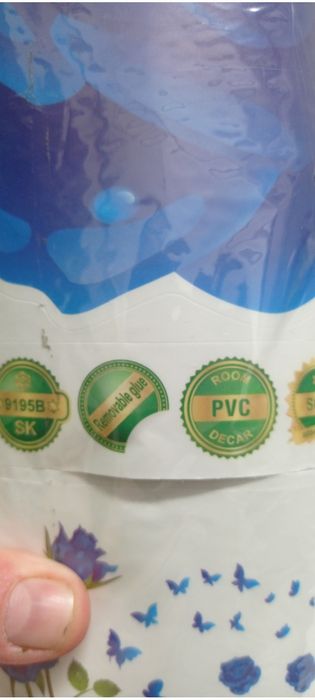 9195B
SK
Removable glue
ROOM
PVC
DECAR
S